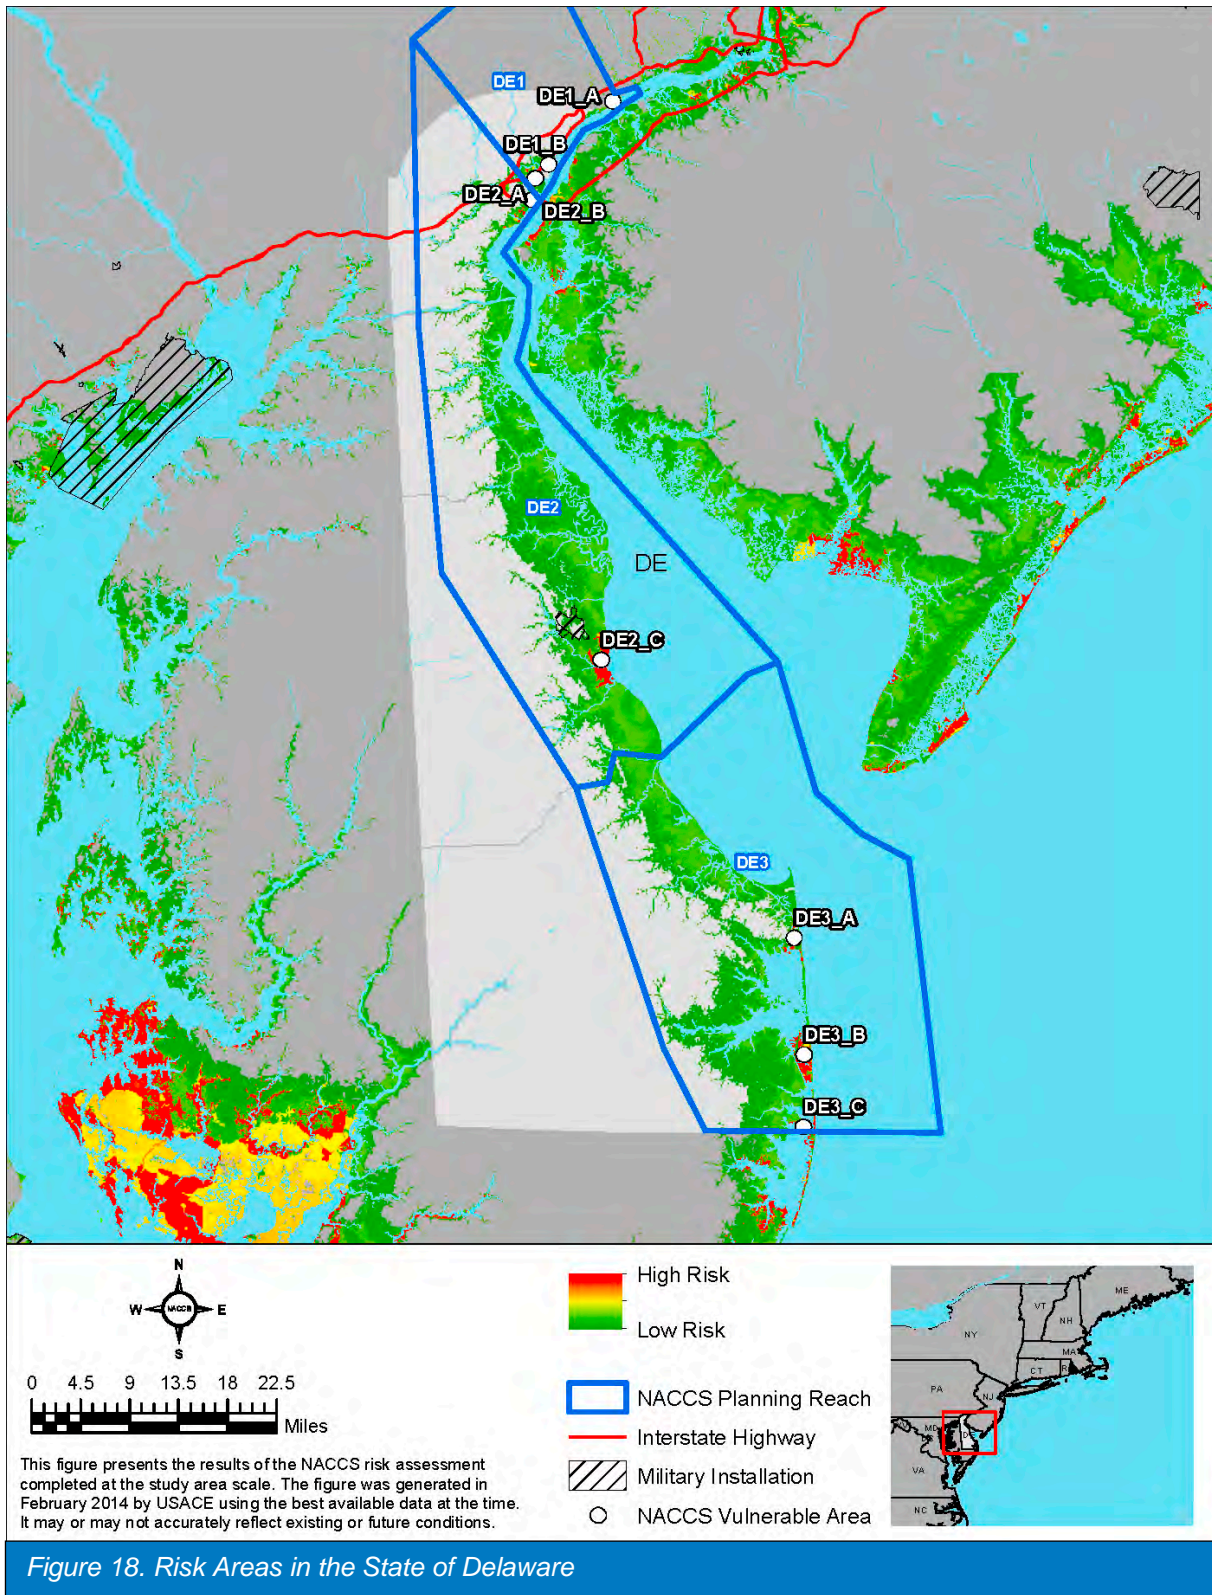 DE1
DE1_A
DE1_B
DE2_A
DE2_B
DE2
DE
DE2_C
DE3
DE3_A
DE3_B
DE3_C
N
W NACCS E
S
0 4.5 9 13.5 18 22.5
Miles
This figure presents the results of the NACCS risk assessment
completed at the study area scale. The figure was generated in
February 2014 by USACE using the best available data at the time.
It may or may not accurately reflect existing or future conditions.
High Risk
Low Risk
NACCS Planning Reach
Interstate Highway
Military Installation
NACCS Vulnerable Area
ME
VT
NH
NY
MA
CT
PA
NJ
MD
VA
NC
Figure 18. Risk Areas in the State of Delaware